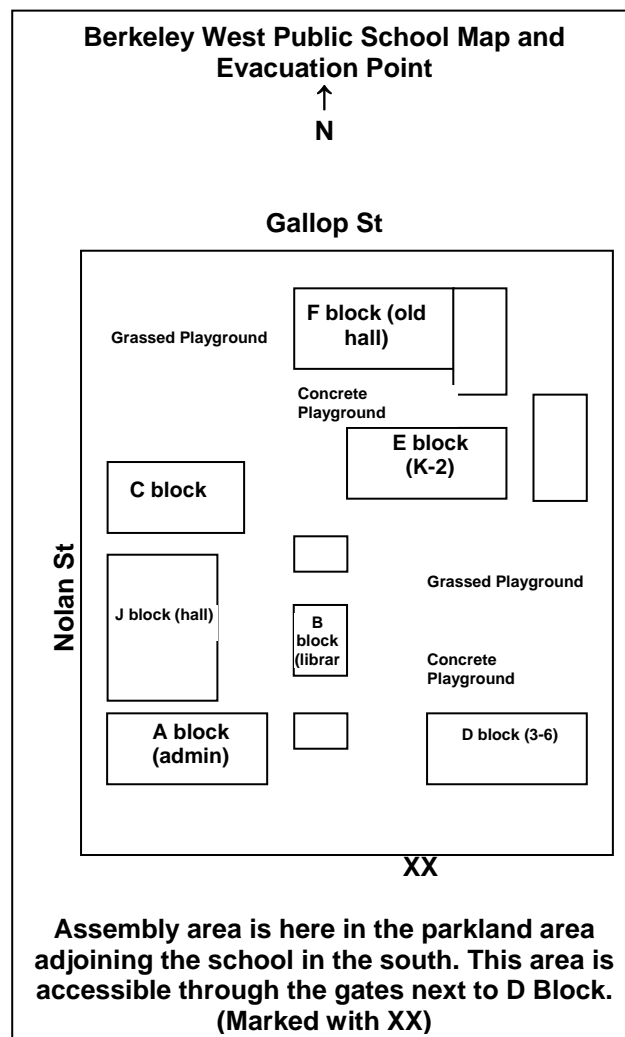 Berkeley West Public School Map and
Evacuation Point
↑
N
Gallop St
F block (old
hall)
Grassed Playground
Concrete
Playground
E block
(K-2)
C block
Nolan St
Grassed Playground
J block (hall)
B
block
(librar
Concrete
Playground
A block
(admin)
D block (3-6)
XX
Assembly area is here in the parkland area
adjoining the school in the south. This area is
accessible through the gates next to D Block.
(Marked with XX)